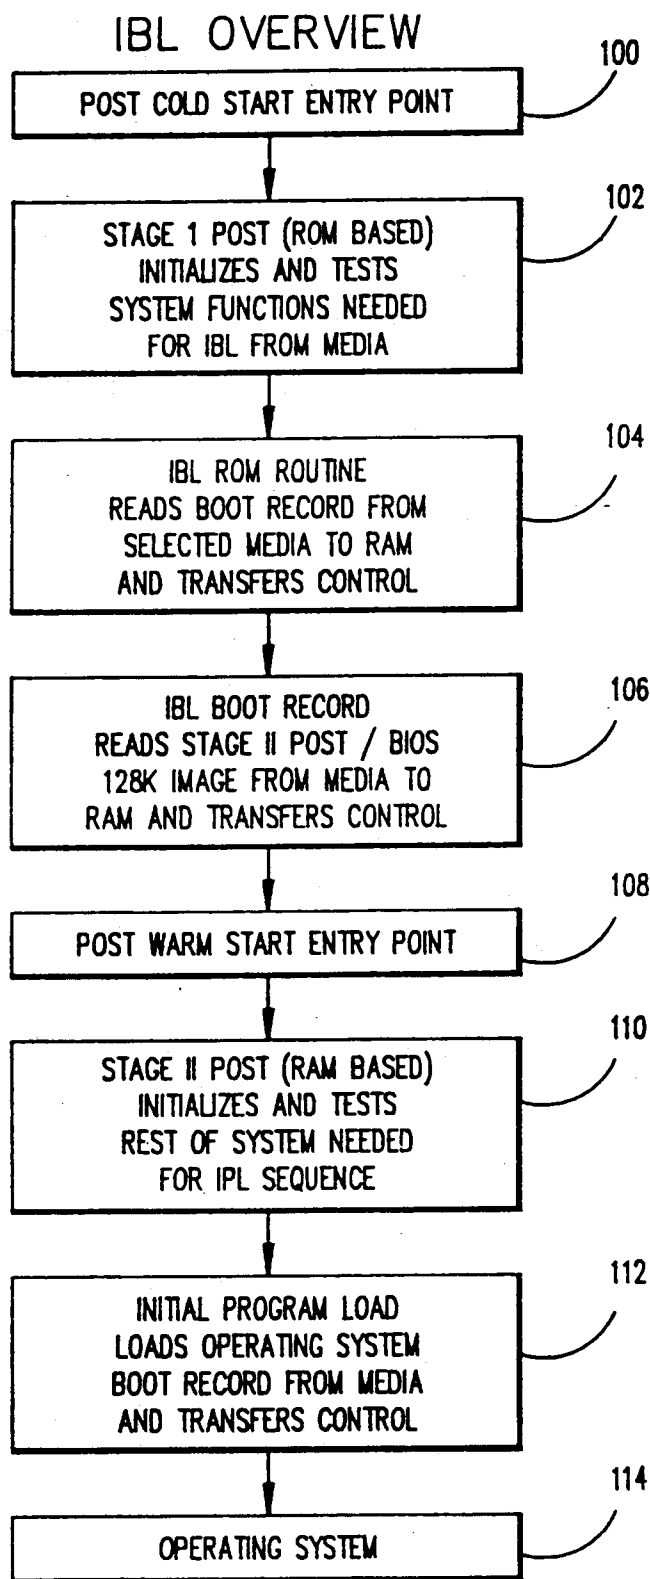 IBL OVERVIEW
100
POST COLD START ENTRY POINT
102
STAGE 1 POST (ROM BASED)
INITIALIZES AND TESTS
SYSTEM FUNCTIONS NEEDED
FOR IBL FROM MEDIA
104
IBL ROM ROUTINE
READS BOOT RECORD FROM
SELECTED MEDIA TO RAM
AND TRANSFERS CONTROL
106
IBL BOOT RECORD
READS STAGE II POST / BIOS
128K IMAGE FROM MEDIA TO
RAM AND TRANSFERS CONTROL
108
POST WARM START ENTRY POINT
110
STAGE II POST (RAM BASED)
INITIALIZES AND TESTS
REST OF SYSTEM NEEDED
FOR IPL SEQUENCE
112
INITIAL PROGRAM LOAD
LOADS OPERATING SYSTEM
BOOT RECORD FROM MEDIA
AND TRANSFERS CONTROL
114
OPERATING SYSTEM